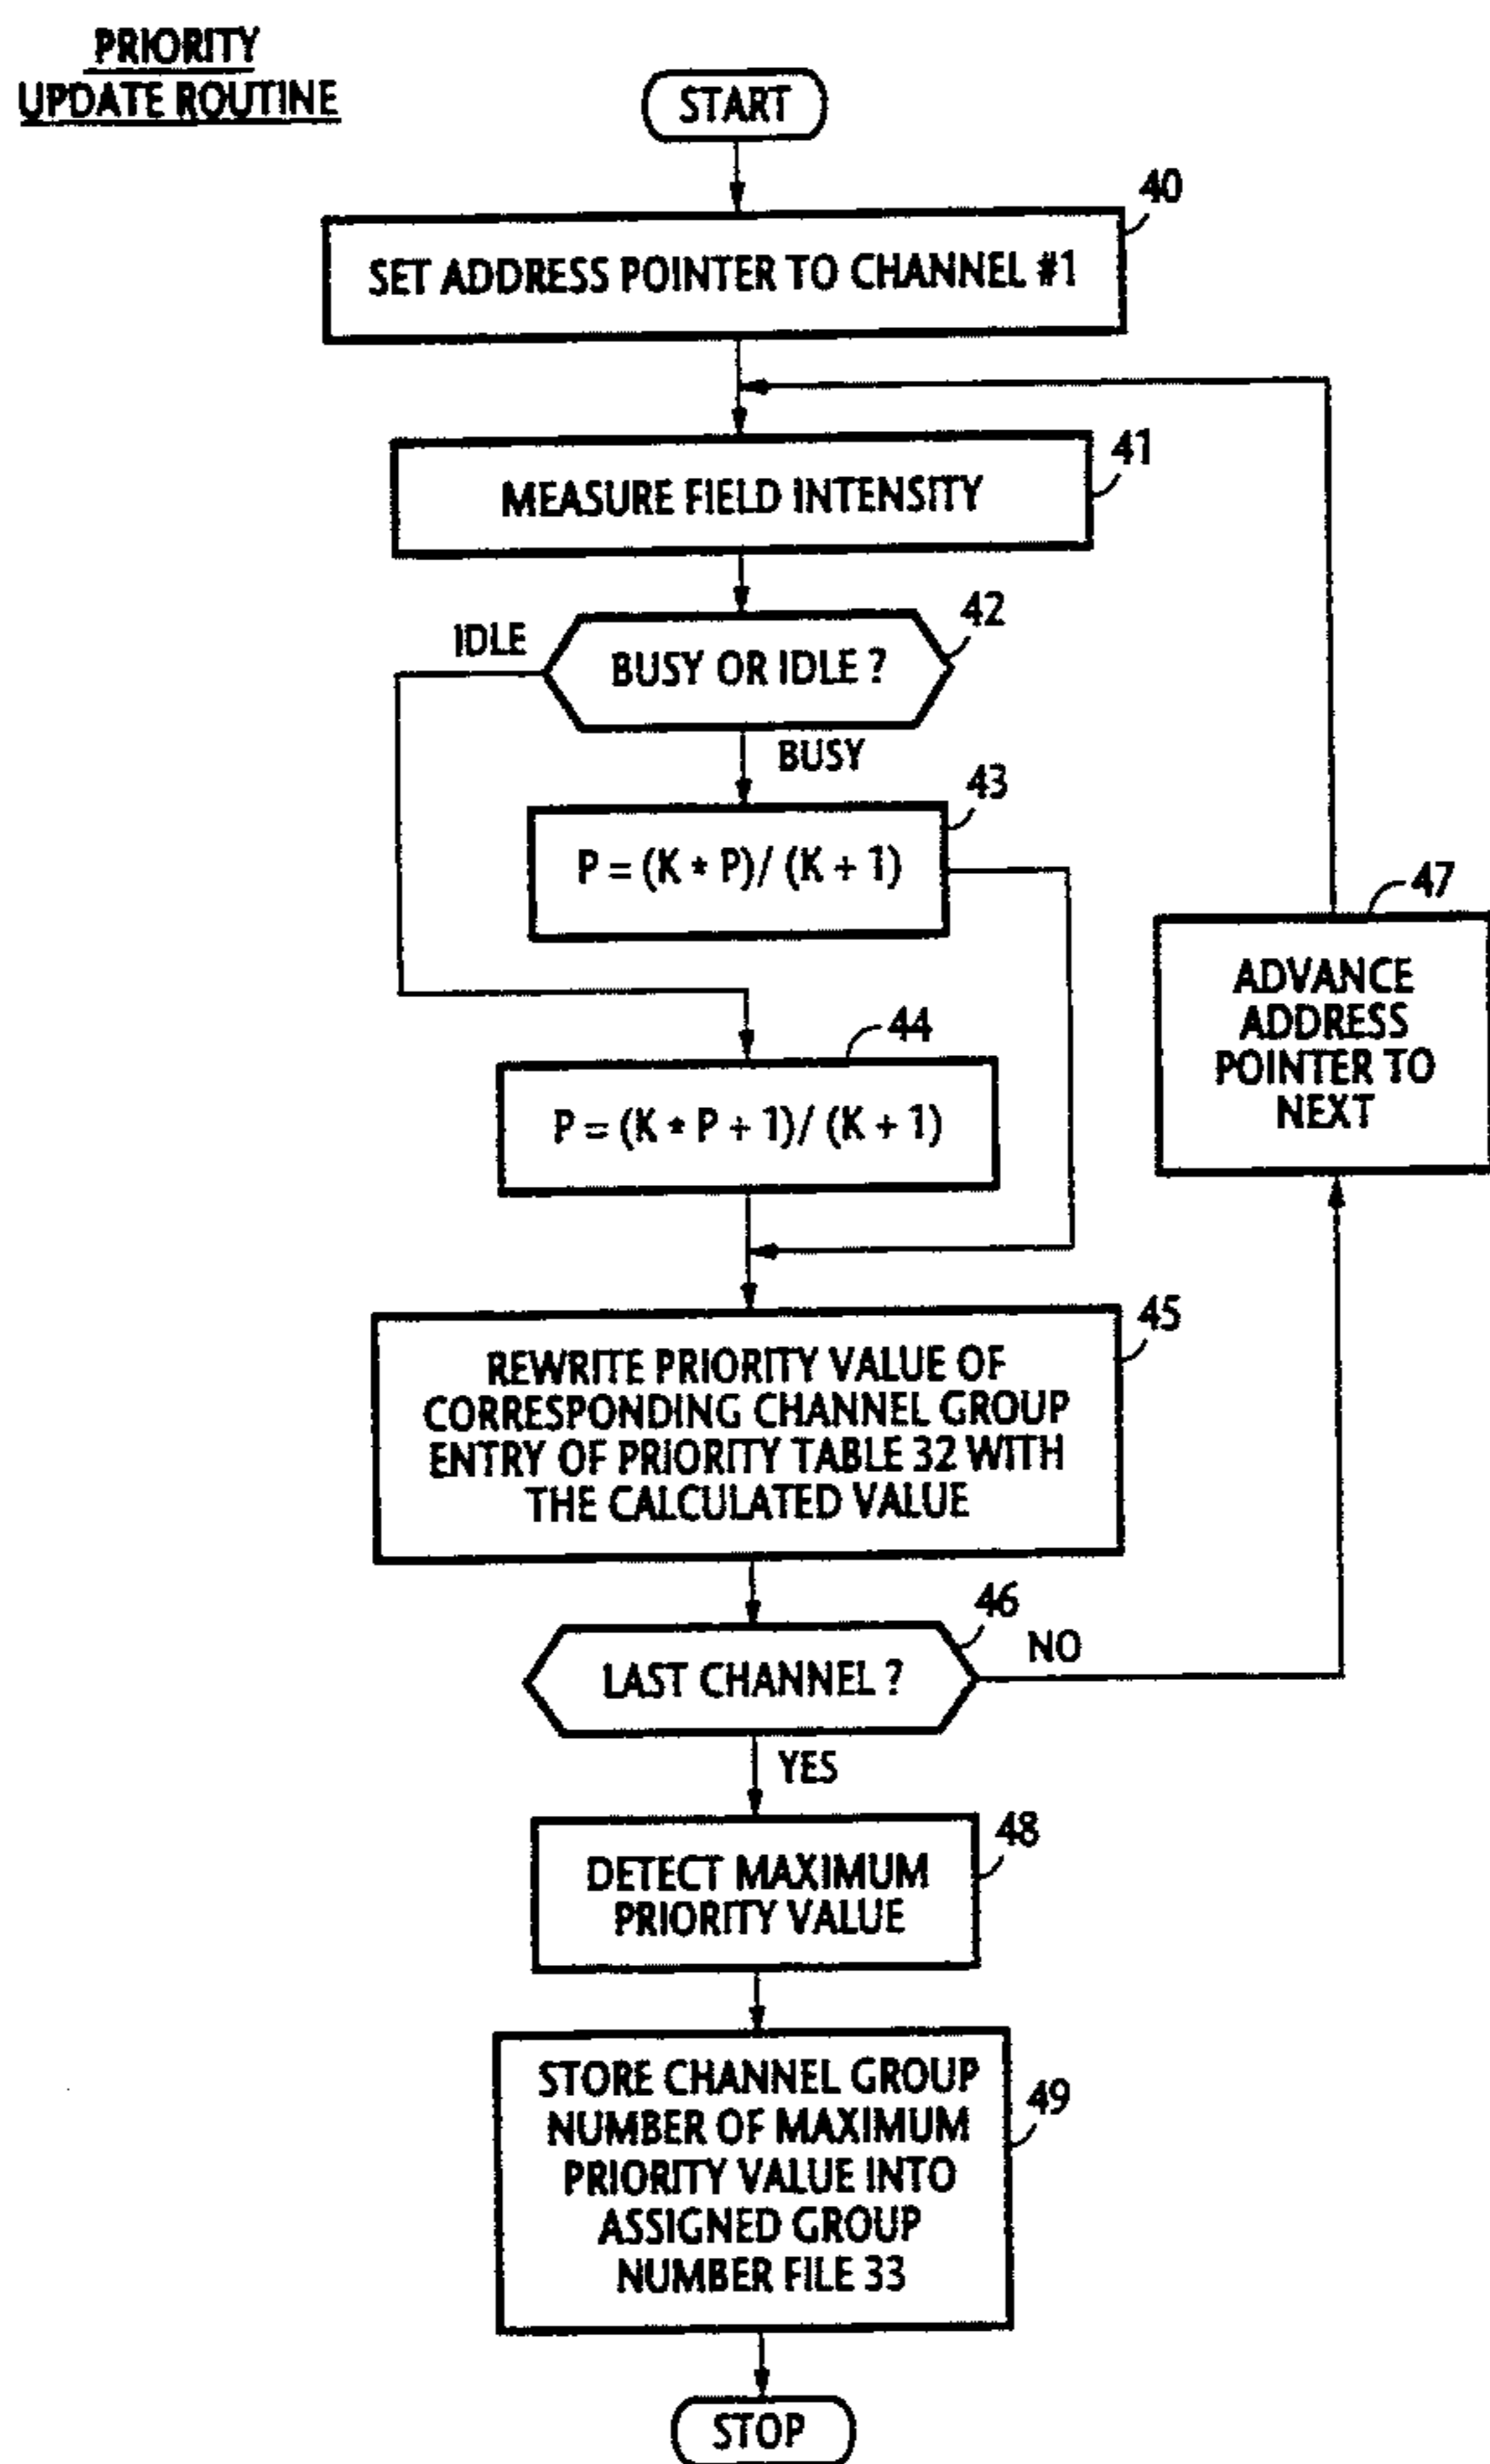 PRIORITY
UPDATE ROUTINE
START
40
SET ADDRESS POINTER TO CHANNEL #1
41
MEASURE FIELD INTENSITY
42
IDLE
BUSY OR IDLE ?
BUSY
43
P = (K * P)/ (K + 1)
47
ADVANCE
ADDRESS
POINTER TO
NEXT
44
P = (K * P + 1)/ (K + 1)
45
REWRITE PRIORITY VALUE OF
CORRESPONDING CHANNEL GROUP
ENTRY OF PRIORITY TABLE 32 WITH
THE CALCULATED VALUE
46
NO
LAST CHANNEL ?
YES
48
DETECT MAXIMUM
PRIORITY VALUE
49
STORE CHANNEL GROUP
NUMBER OF MAXIMUM
PRIORITY VALUE INTO
ASSIGNED GROUP
NUMBER FILE 33
STOP